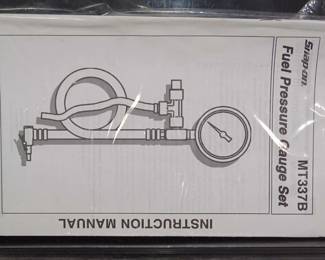 Snap-on
MT337B
Fuel Pressure Gauge Set
INSTRUCTION MANUAL